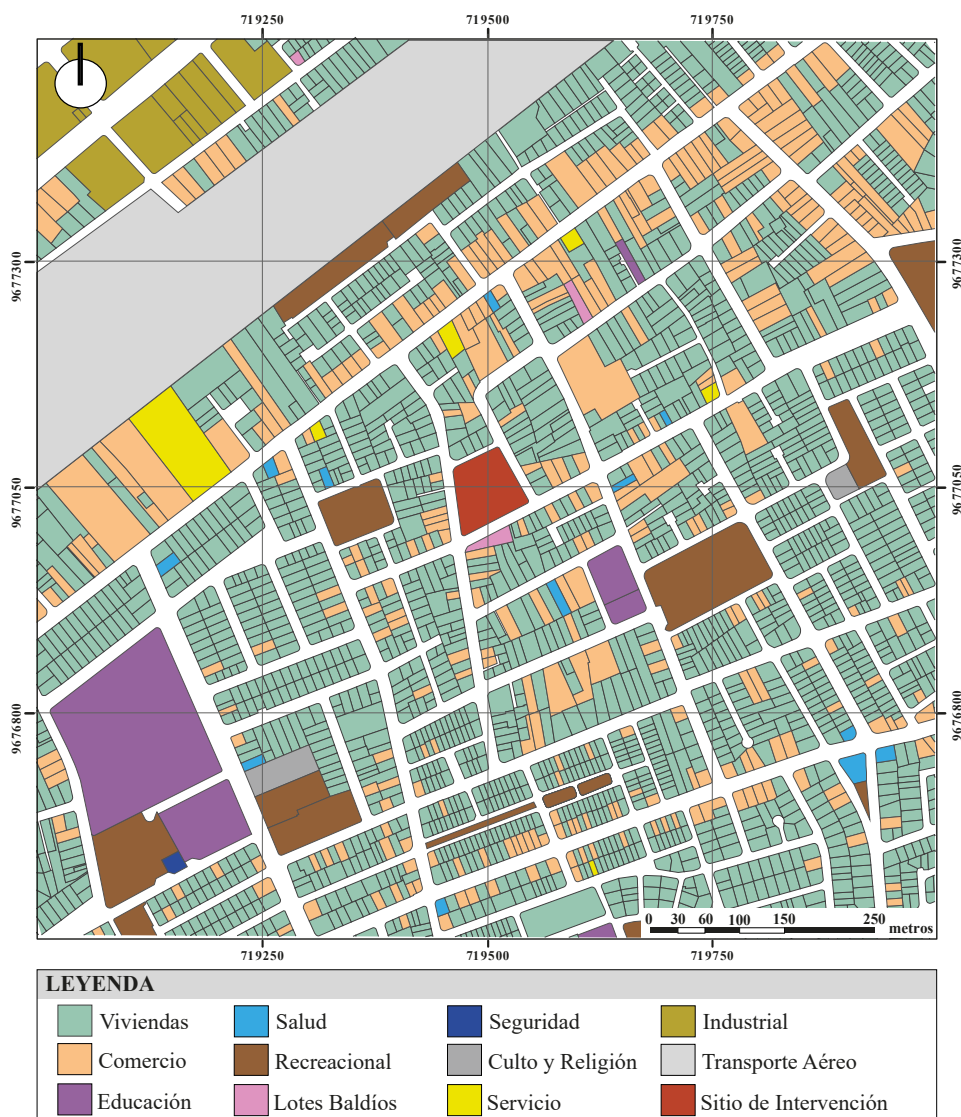 719250 719500 719750
9677300 9677300
9677050 9677050
9676800 9676800
0 30 60 100 150 250 metros
719250 719500 719750
LEYENDA
Viviendas Salud Seguridad Industrial
Comercio Recreacional Culto y Religión Transporte Aéreo
Educación Lotes Baldíos Servicio Sitio de Intervención